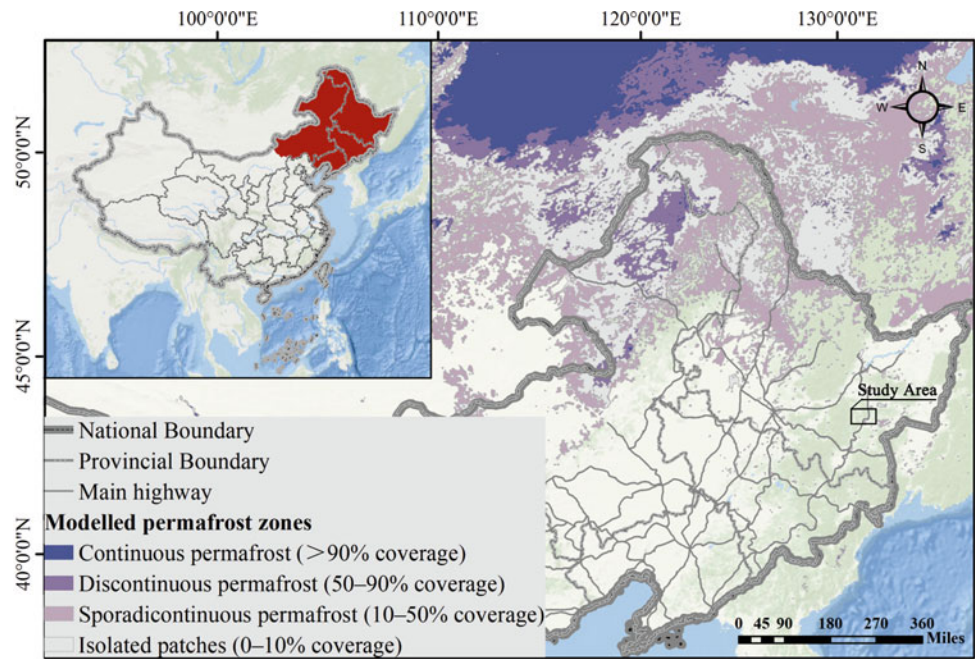 100°0'0"E
110°0'0"E
120°0'0"E
130°0'0"E
50°0'0"N
45°0'0"N
40°0'0"N
N
W
E
S
Study Area
National Boundary
Provincial Boundary
Main highway
Modelled permafrost zones
Continuous permafrost (>90% coverage)
Discontinuous permafrost (50–90% coverage)
Sporadicontinuous permafrost (10–50% coverage)
Isolated patches (0–10% coverage)
0 45 90 180 270 360
Miles